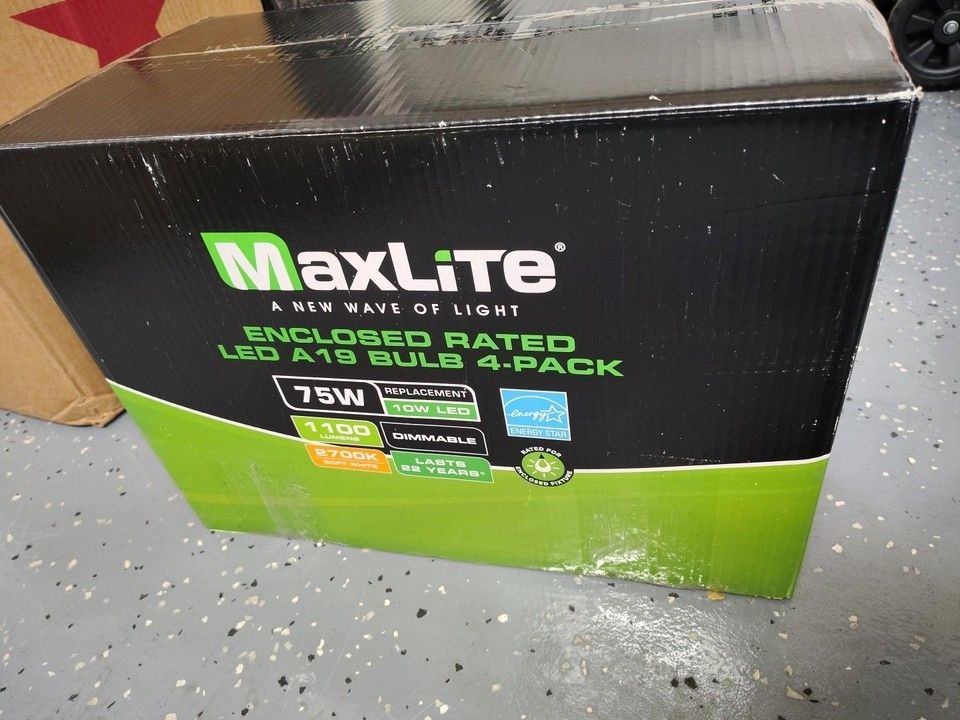 MaxLite®
A NEW WAVE OF LIGHT
ENCLOSED RATED
LED A19 BULB 4-PACK
75W
REPLACEMENT
10W LED
1100
LUMENS
DIMMABLE
2700K
SOFT WHITE
LASTS
22 YEARS*
energy
ENERGY STAR
RATED FOR
ENCLOSED FIXTURE